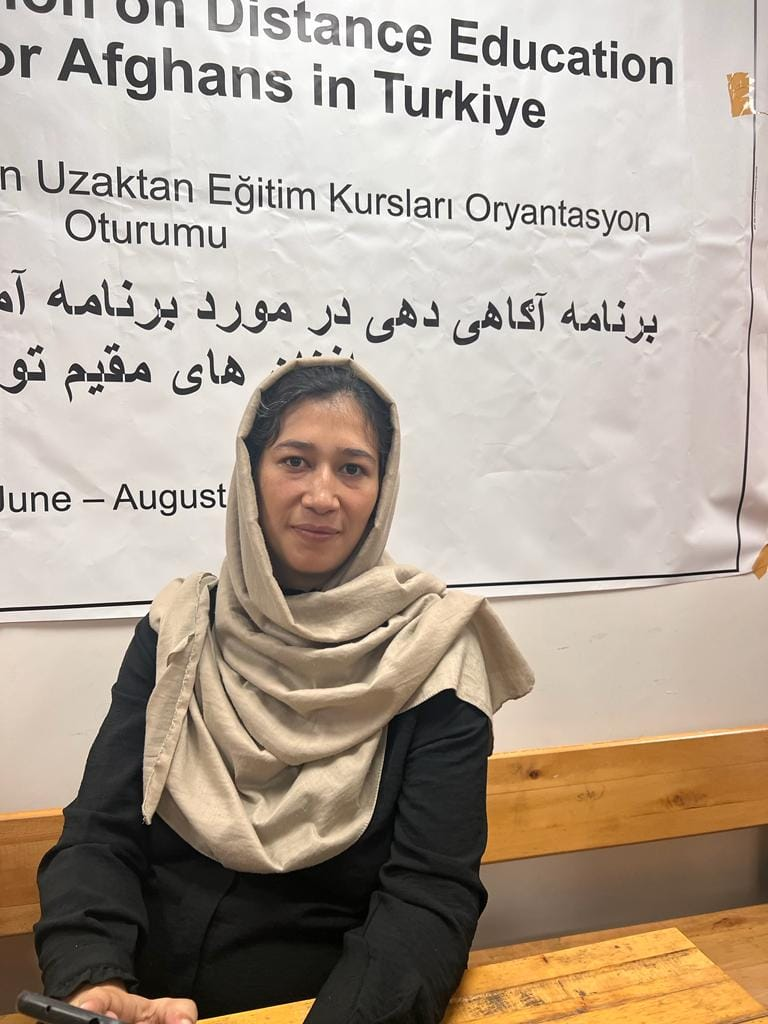 on Distance Education
or Afghans in Turkiye
n Uzaktan Eğitim Kursları Oryantasyon
Oturumu
برنامه آگاهی دهی در مورد برنامه آم
های مقیم تو
June – August